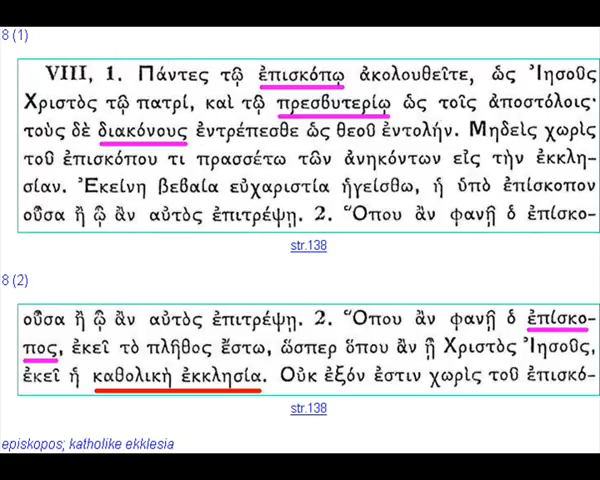 8 (1)
VIII, 1. Πάντες τῷ ἐπισκόπῳ ἀκολουθεῖτε, ὡς Ἰησοῦς
Χριστὸς τῷ πατρί, καὶ τῷ πρεσβυτερίῳ ὡς τοῖς ἀποστόλοις·
τοὺς δὲ διακόνους ἐντρέπεσθε ὡς θεοῦ ἐντολήν. Μηδεὶς χωρὶς
τοῦ ἐπισκόπου τι πρασσέτω τῶν ἀνηκόντων εἰς τὴν ἐκκλη-
σίαν. Ἐκείνη βεβαία εὐχαριστία ἡγείσθω, ἡ ὑπὸ ἐπίσκοπον
οὖσα ἢ ᾧ ἂν αὐτὸς ἐπιτρέψῃ. 2. Ὅπου ἂν φανῇ ὁ ἐπίσκο-
str.138
8 (2)
οὖσα ἢ ᾧ ἂν αὐτὸς ἐπιτρέψῃ. 2. Ὅπου ἂν φανῇ ὁ ἐπίσκο-
πος, ἐκεῖ τὸ πλῆθος ἔστω, ὥσπερ ὅπου ἂν ᾖ Χριστὸς Ἰησοῦς,
ἐκεῖ ἡ καθολικὴ ἐκκλησία. Οὐκ ἐξόν ἐστιν χωρὶς τοῦ ἐπισκό-
str.138
episkopos; katholike ekklesia